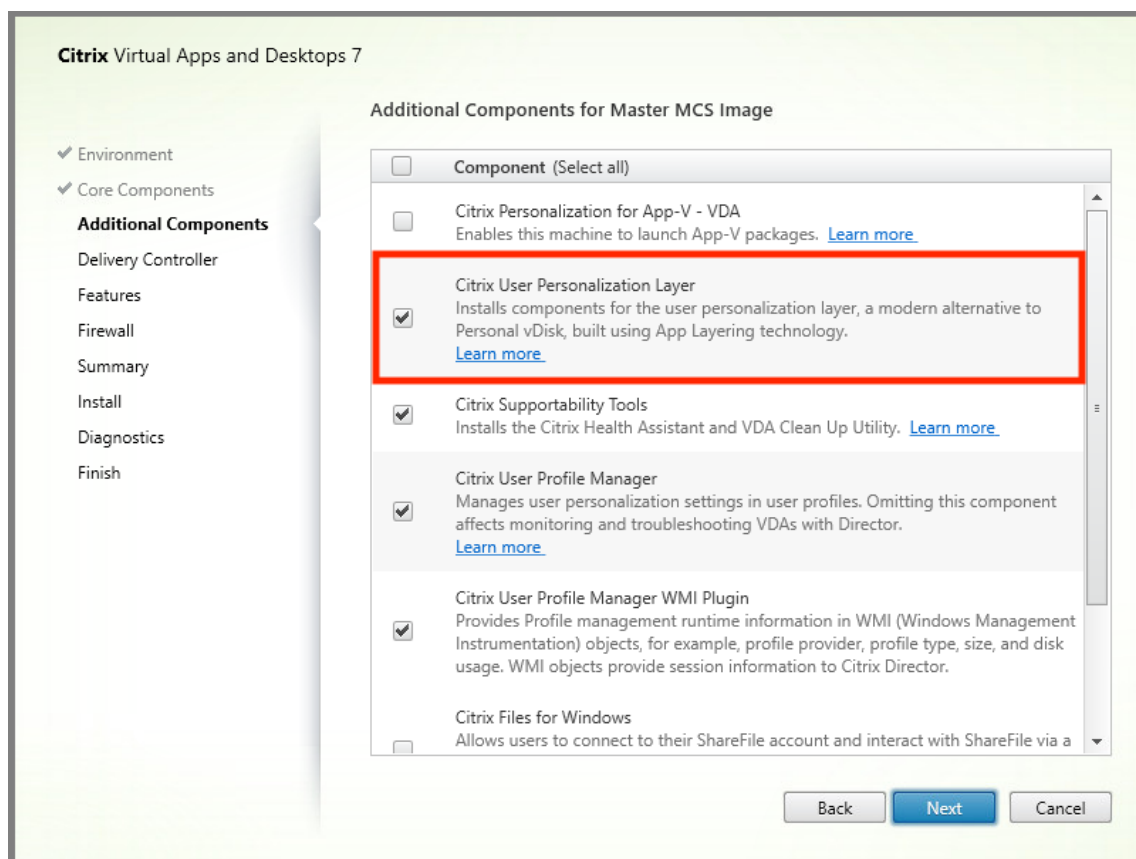 Citrix Virtual Apps and Desktops 7
Additional Components for Master MCS Image
Environment
Core Components
Additional Components
Delivery Controller
Features
Firewall
Summary
Install
Diagnostics
Finish
Component (Select all)
Citrix Personalization for App-V - VDA
Enables this machine to launch App-V packages. Learn more
Citrix User Personalization Layer
Installs components for the user personalization layer, a modern alternative to
Personal vDisk, built using App Layering technology.
Learn more
Citrix Supportability Tools
Installs the Citrix Health Assistant and VDA Clean Up Utility. Learn more
Citrix User Profile Manager
Manages user personalization settings in user profiles. Omitting this component
affects monitoring and troubleshooting VDAs with Director.
Learn more
Citrix User Profile Manager WMI Plugin
Provides Profile management runtime information in WMI (Windows Management
Instrumentation) objects, for example, profile provider, profile type, size, and disk
usage. WMI objects provide session information to Citrix Director.
Citrix Files for Windows
Allows users to connect to their ShareFile account and interact with ShareFile via a
Back
Next
Cancel